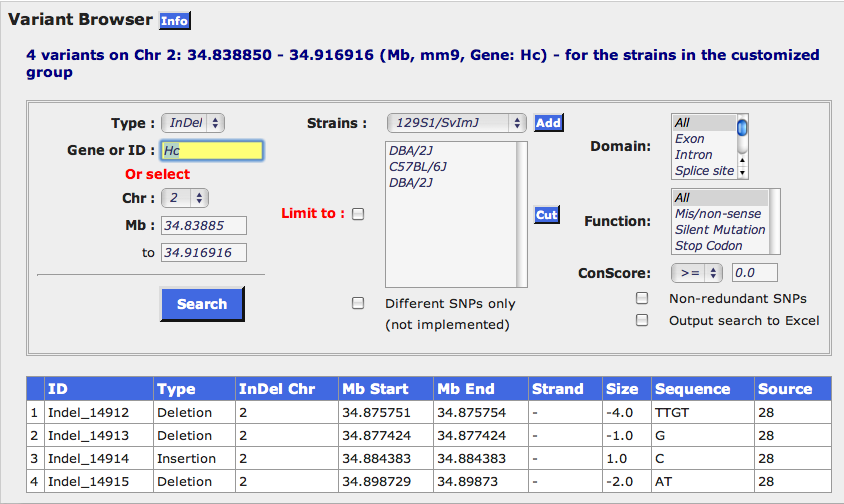 Variant Browser Info
4 variants on Chr 2: 34.838850 - 34.916916 (Mb, mm9, Gene: Hc) - for the strains in the customized
group
Type : InDel
Gene or ID : Hc
Or select
Chr : 2
Mb : 34.83885
to 34.916916
Search
Strains : 129S1/SvImJ Add
Limit to :
DBA/2J
C57BL/6J
DBA/2J
Cut
Different SNPs only
(not implemented)
Domain:
All
Exon
Intron
Splice site
Function:
All
Mis/non-sense
Silent Mutation
Stop Codon
ConScore: >= 0.0
Non-redundant SNPs
Output search to Excel
ID Type InDel Chr Mb Start Mb End Strand Size Sequence Source
1 Indel_14912 Deletion 2 34.875751 34.875754 - -4.0 TTGT 28
2 Indel_14913 Deletion 2 34.877424 34.877424 - -1.0 G 28
3 Indel_14914 Insertion 2 34.884383 34.884383 - 1.0 C 28
4 Indel_14915 Deletion 2 34.898729 34.89873 - -2.0 AT 28